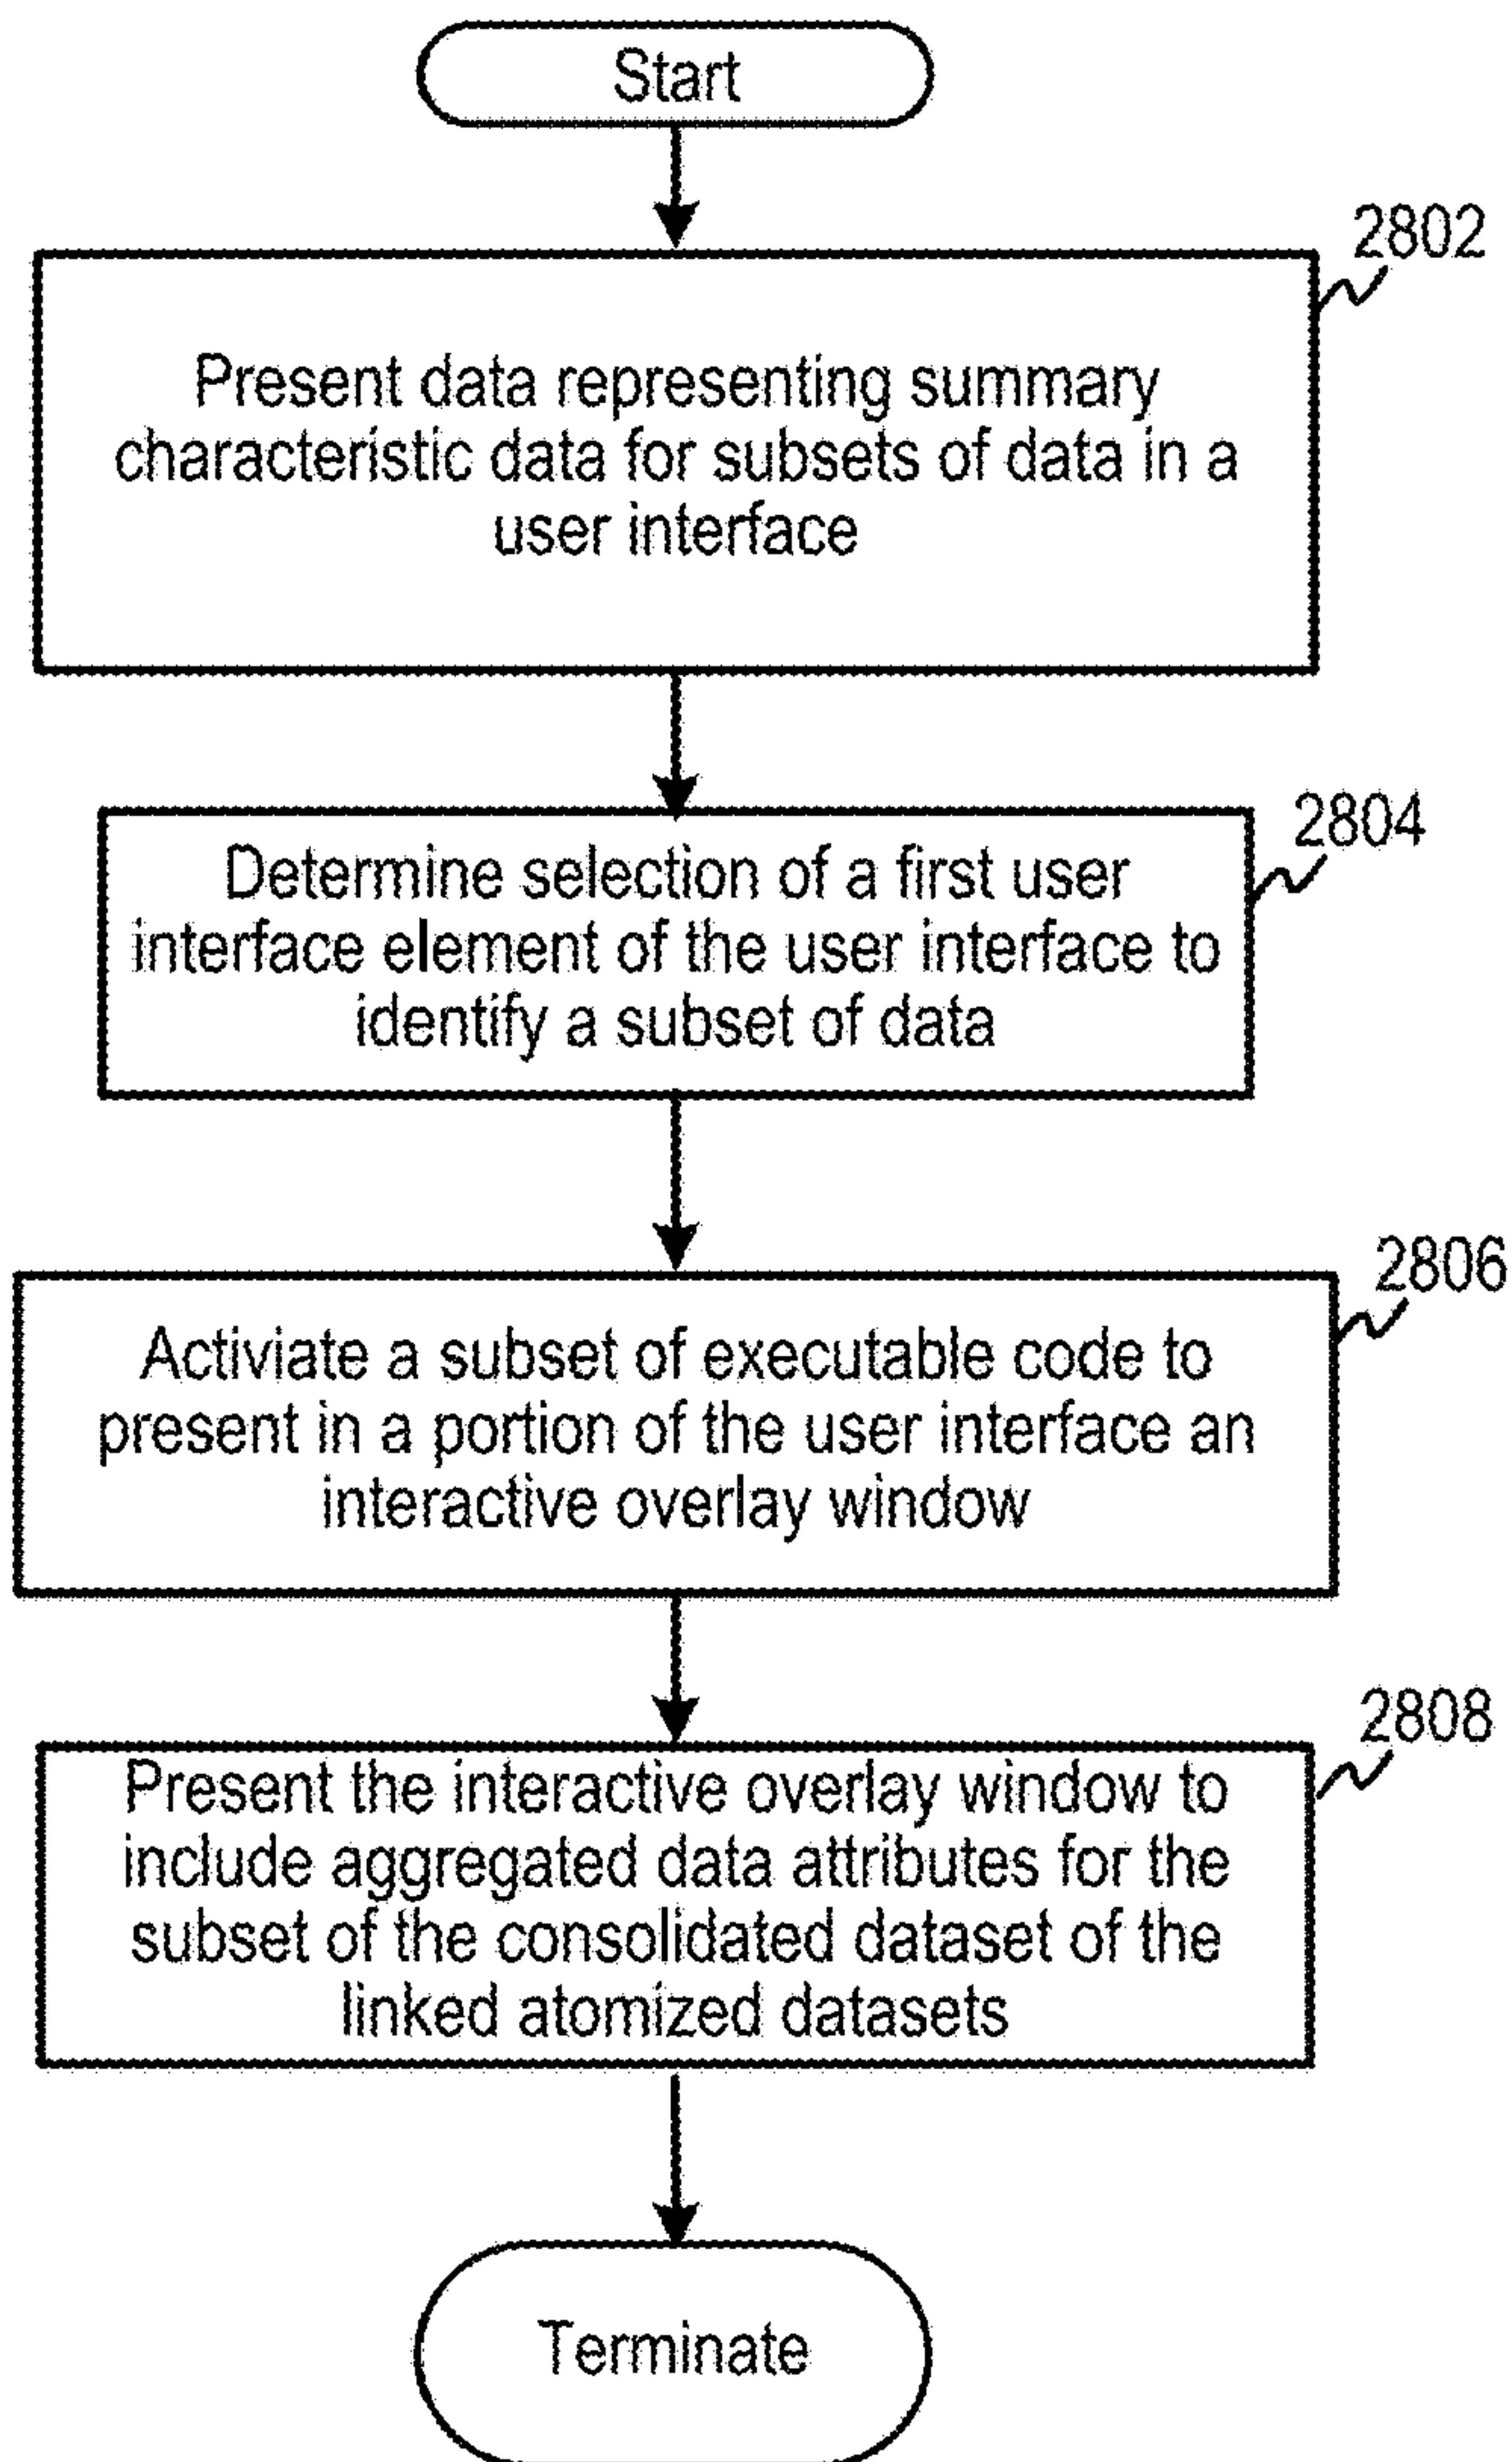 Start
2802
Present data representing summary
characteristic data for subsets of data in a
user interface
2804
Determine selection of a first user
interface element of the user interface to
identify a subset of data
2806
Activiate a subset of executable code to
present in a portion of the user interface an
interactive overlay window
2808
Present the interactive overlay window to
include aggregated data attributes for the
subset of the consolidated dataset of the
linked atomized datasets
Terminate